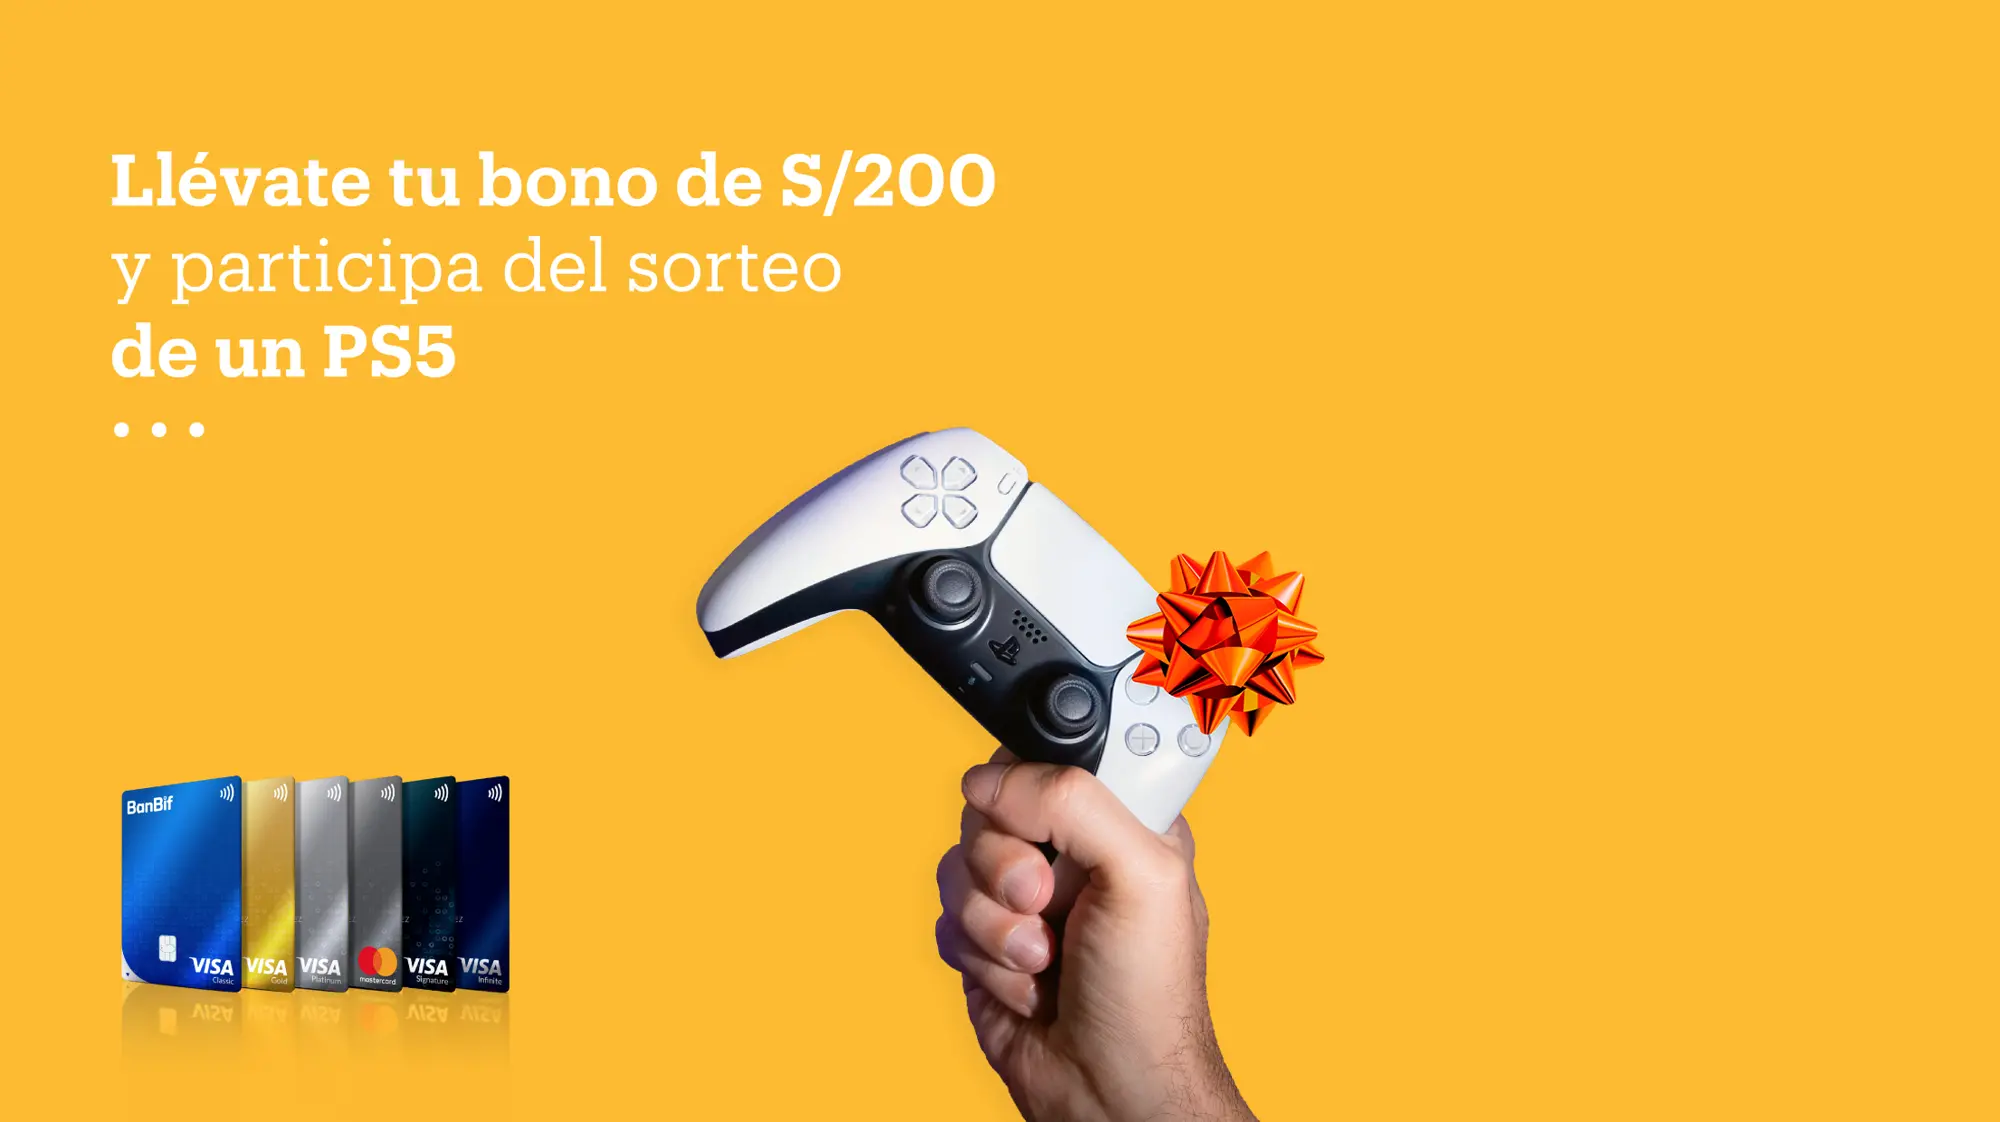 Llévate tu bono de S/200
y participa del sorteo
de un PS5
BanBif
VISA
Classic
VISA
Gold
VISA
Platinum
mastercard
VISA
Signature
VISA
Infinite